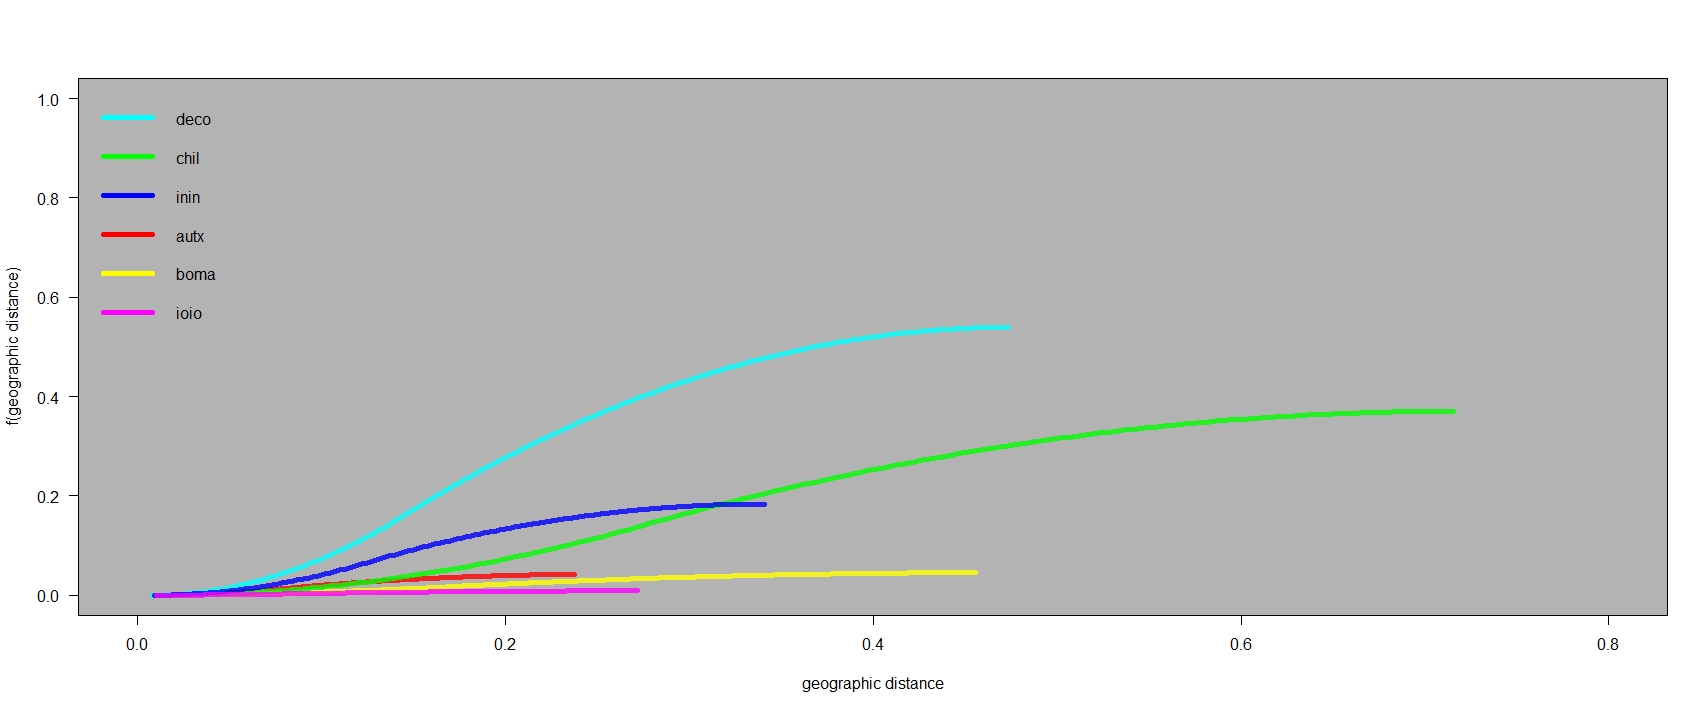 1.0
0.8
0.6
0.4
0.2
0.0
f(geographic distance)
deco
chil
inin
autx
boma
ioio
0.0 0.2 0.4 0.6 0.8
geographic distance